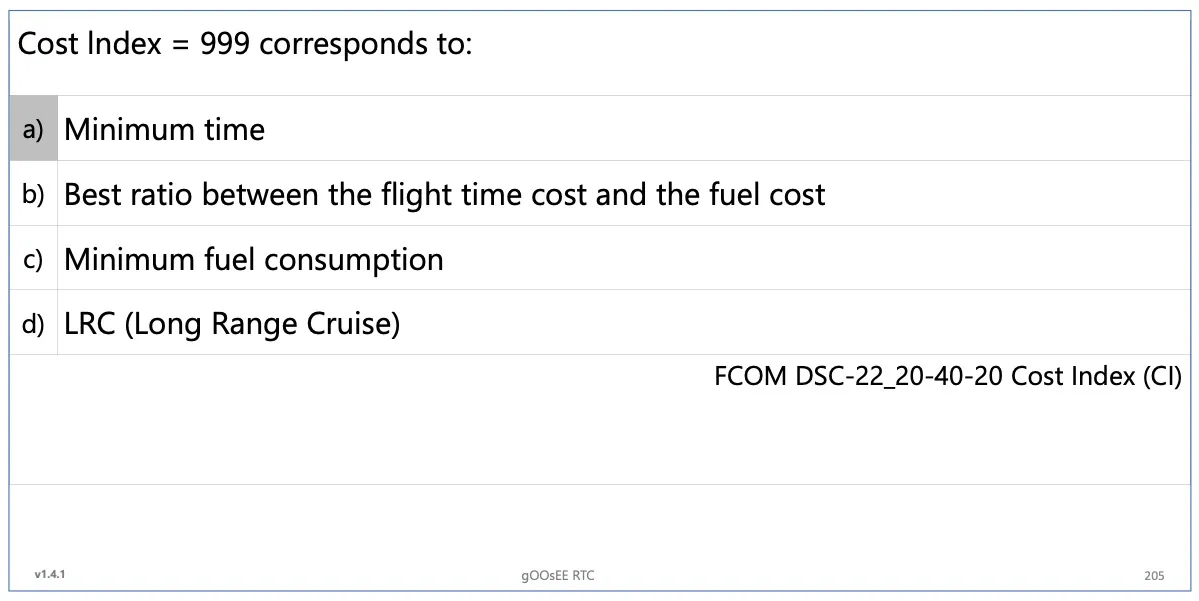 Cost Index = 999 corresponds to:
a) Minimum time
b) Best ratio between the flight time cost and the fuel cost
c) Minimum fuel consumption
d) LRC (Long Range Cruise)
FCOM DSC-22_20-40-20 Cost Index (CI)
v1.4.1 gOOsEE RTC 205